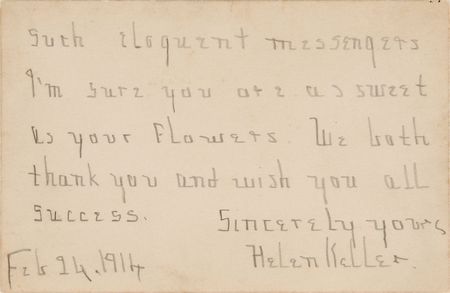 Such eloquent messengers
I'm sure you are as sweet
as your flowers. We both
thank you and wish you all
success. Sincerely yours,
Feb 24, 1914 Helen Keller.